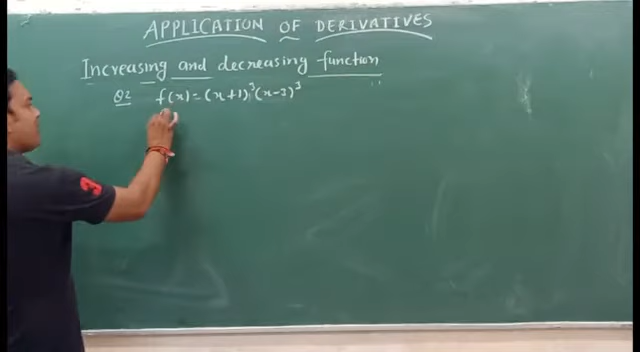 APPLICATION OF DERIVATIVES
Increasing and decreasing function
Q2 f(x) = (x+1)³(x-3)³